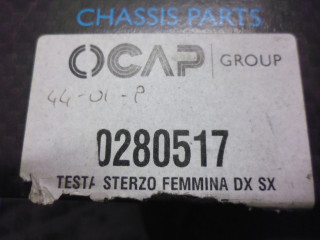 CHASSIS PARTS
OCAP GROUP
44-01-P
0280517
TESTA STERZO FEMMINA DX SX